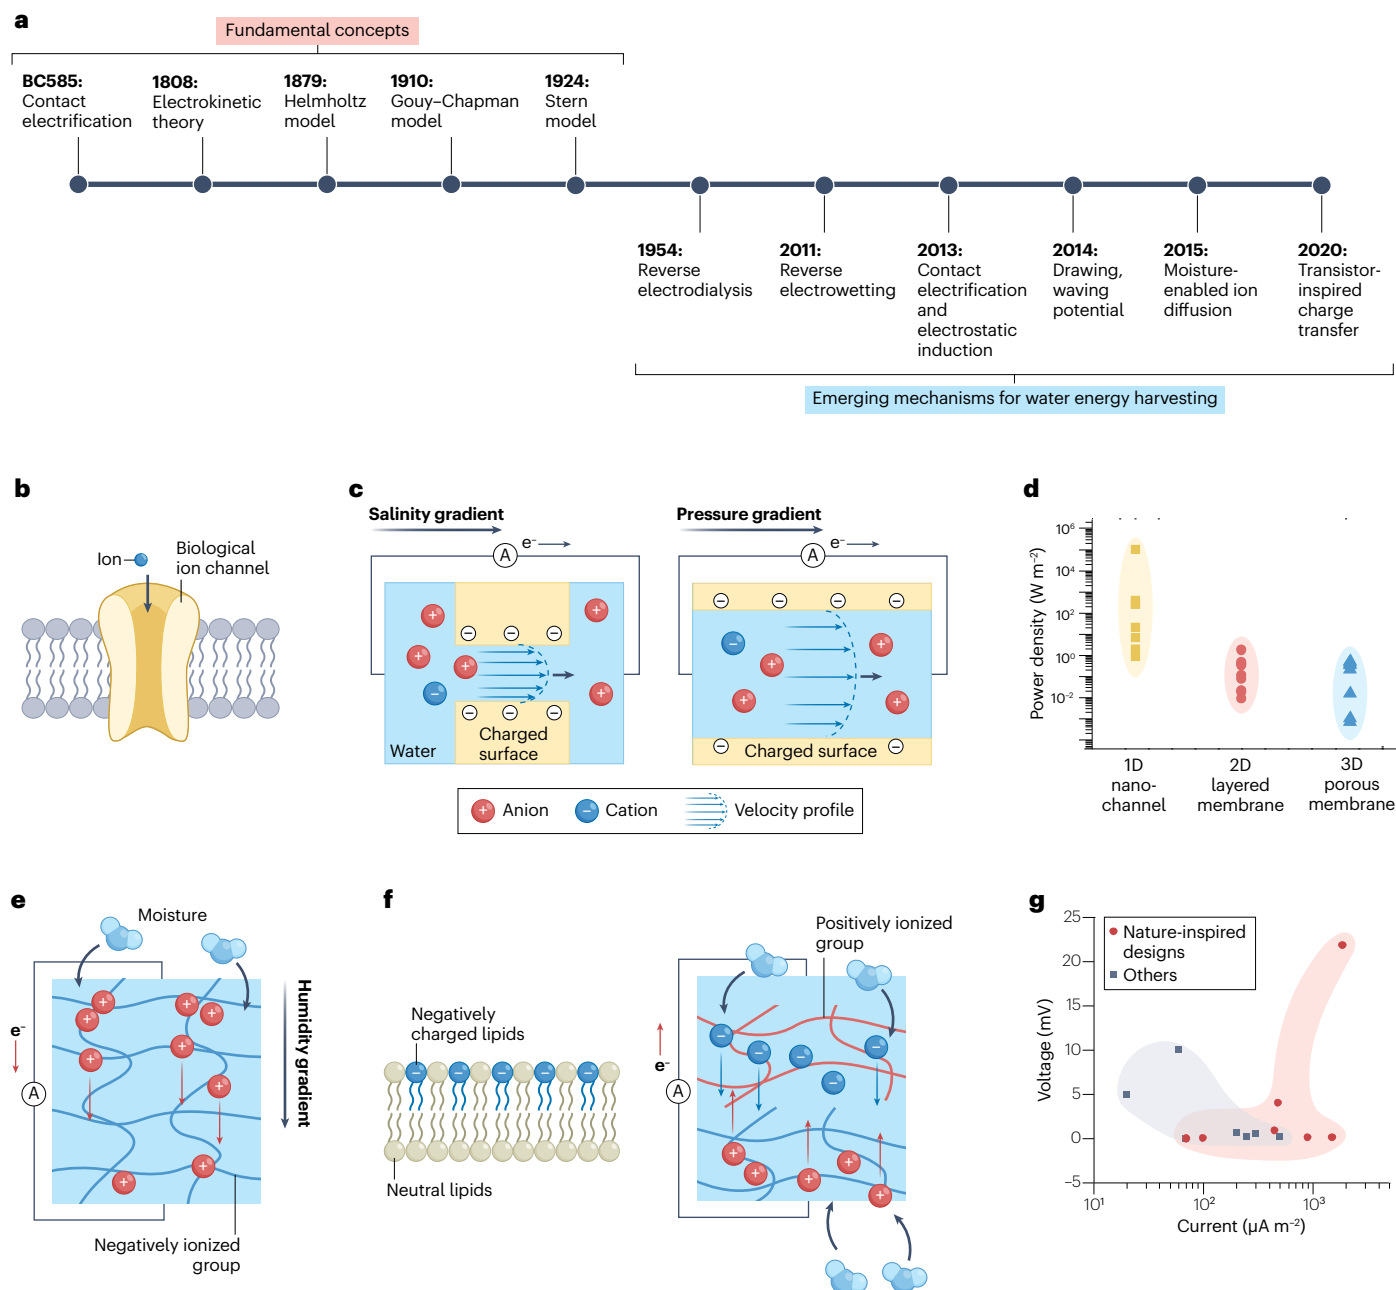 a
Fundamental concepts
BC585:
Contact
electrification
1808:
Electrokinetic
theory
1879:
Helmholtz
model
1910:
Gouy–Chapman
model
1924:
Stern
model
1954:
Reverse
electrodialysis
2011:
Reverse
electrowetting
2013:
Contact
electrification
and
electrostatic
induction
2014:
Drawing,
waving
potential
2015:
Moisture-
enabled ion
diffusion
2020:
Transistor-
inspired
charge
transfer
Emerging mechanisms for water energy harvesting
b
Ion
Biological
ion channel
c
Salinity gradient
A
e⁻
+
+
+
+
+
−
− − −
− − −
Water
Charged
surface
Pressure gradient
A
e⁻
− − − −
−
+
+
+
+
− −
Charged surface
+ Anion
− Cation
Velocity profile
d
Power density (W m⁻²)
10⁶
10⁴
10²
10⁰
10⁻²
1D
nano-
channel
2D
layered
membrane
3D
porous
membrane
e
Moisture
e⁻
A
+ + + +
+ + + + +
+
Humidity gradient
Negatively ionized
group
f
Negatively
charged lipids
− − − − −
Neutral lipids
Positively ionized
group
e⁻
A
− − − − −
+ + + + +
g
Voltage (mV)
25
20
15
10
5
0
−5
Nature-inspired
designs
Others
10¹
10²
10³
Current (µA m⁻²)